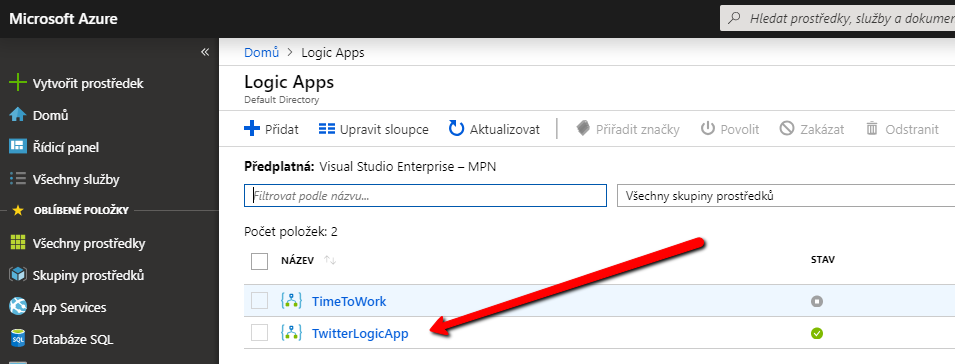 Microsoft Azure
Hledat prostředky, služby a dokumen
Vytvořit prostředek
Domů
Řídicí panel
Všechny služby
OBLÍBENÉ POLOŽKY
Všechny prostředky
Skupiny prostředků
App Services
Databáze SQL
Domů > Logic Apps
Logic Apps
Default Directory
Přidat Upravit sloupce Aktualizovat Přiřadit značky Povolit Zakázat Odstranit
Předplatná: Visual Studio Enterprise – MPN
Filtrovat podle názvu... Všechny skupiny prostředků
Počet položek: 2
NÁZEV STAV
TimeToWork
TwitterLogicApp